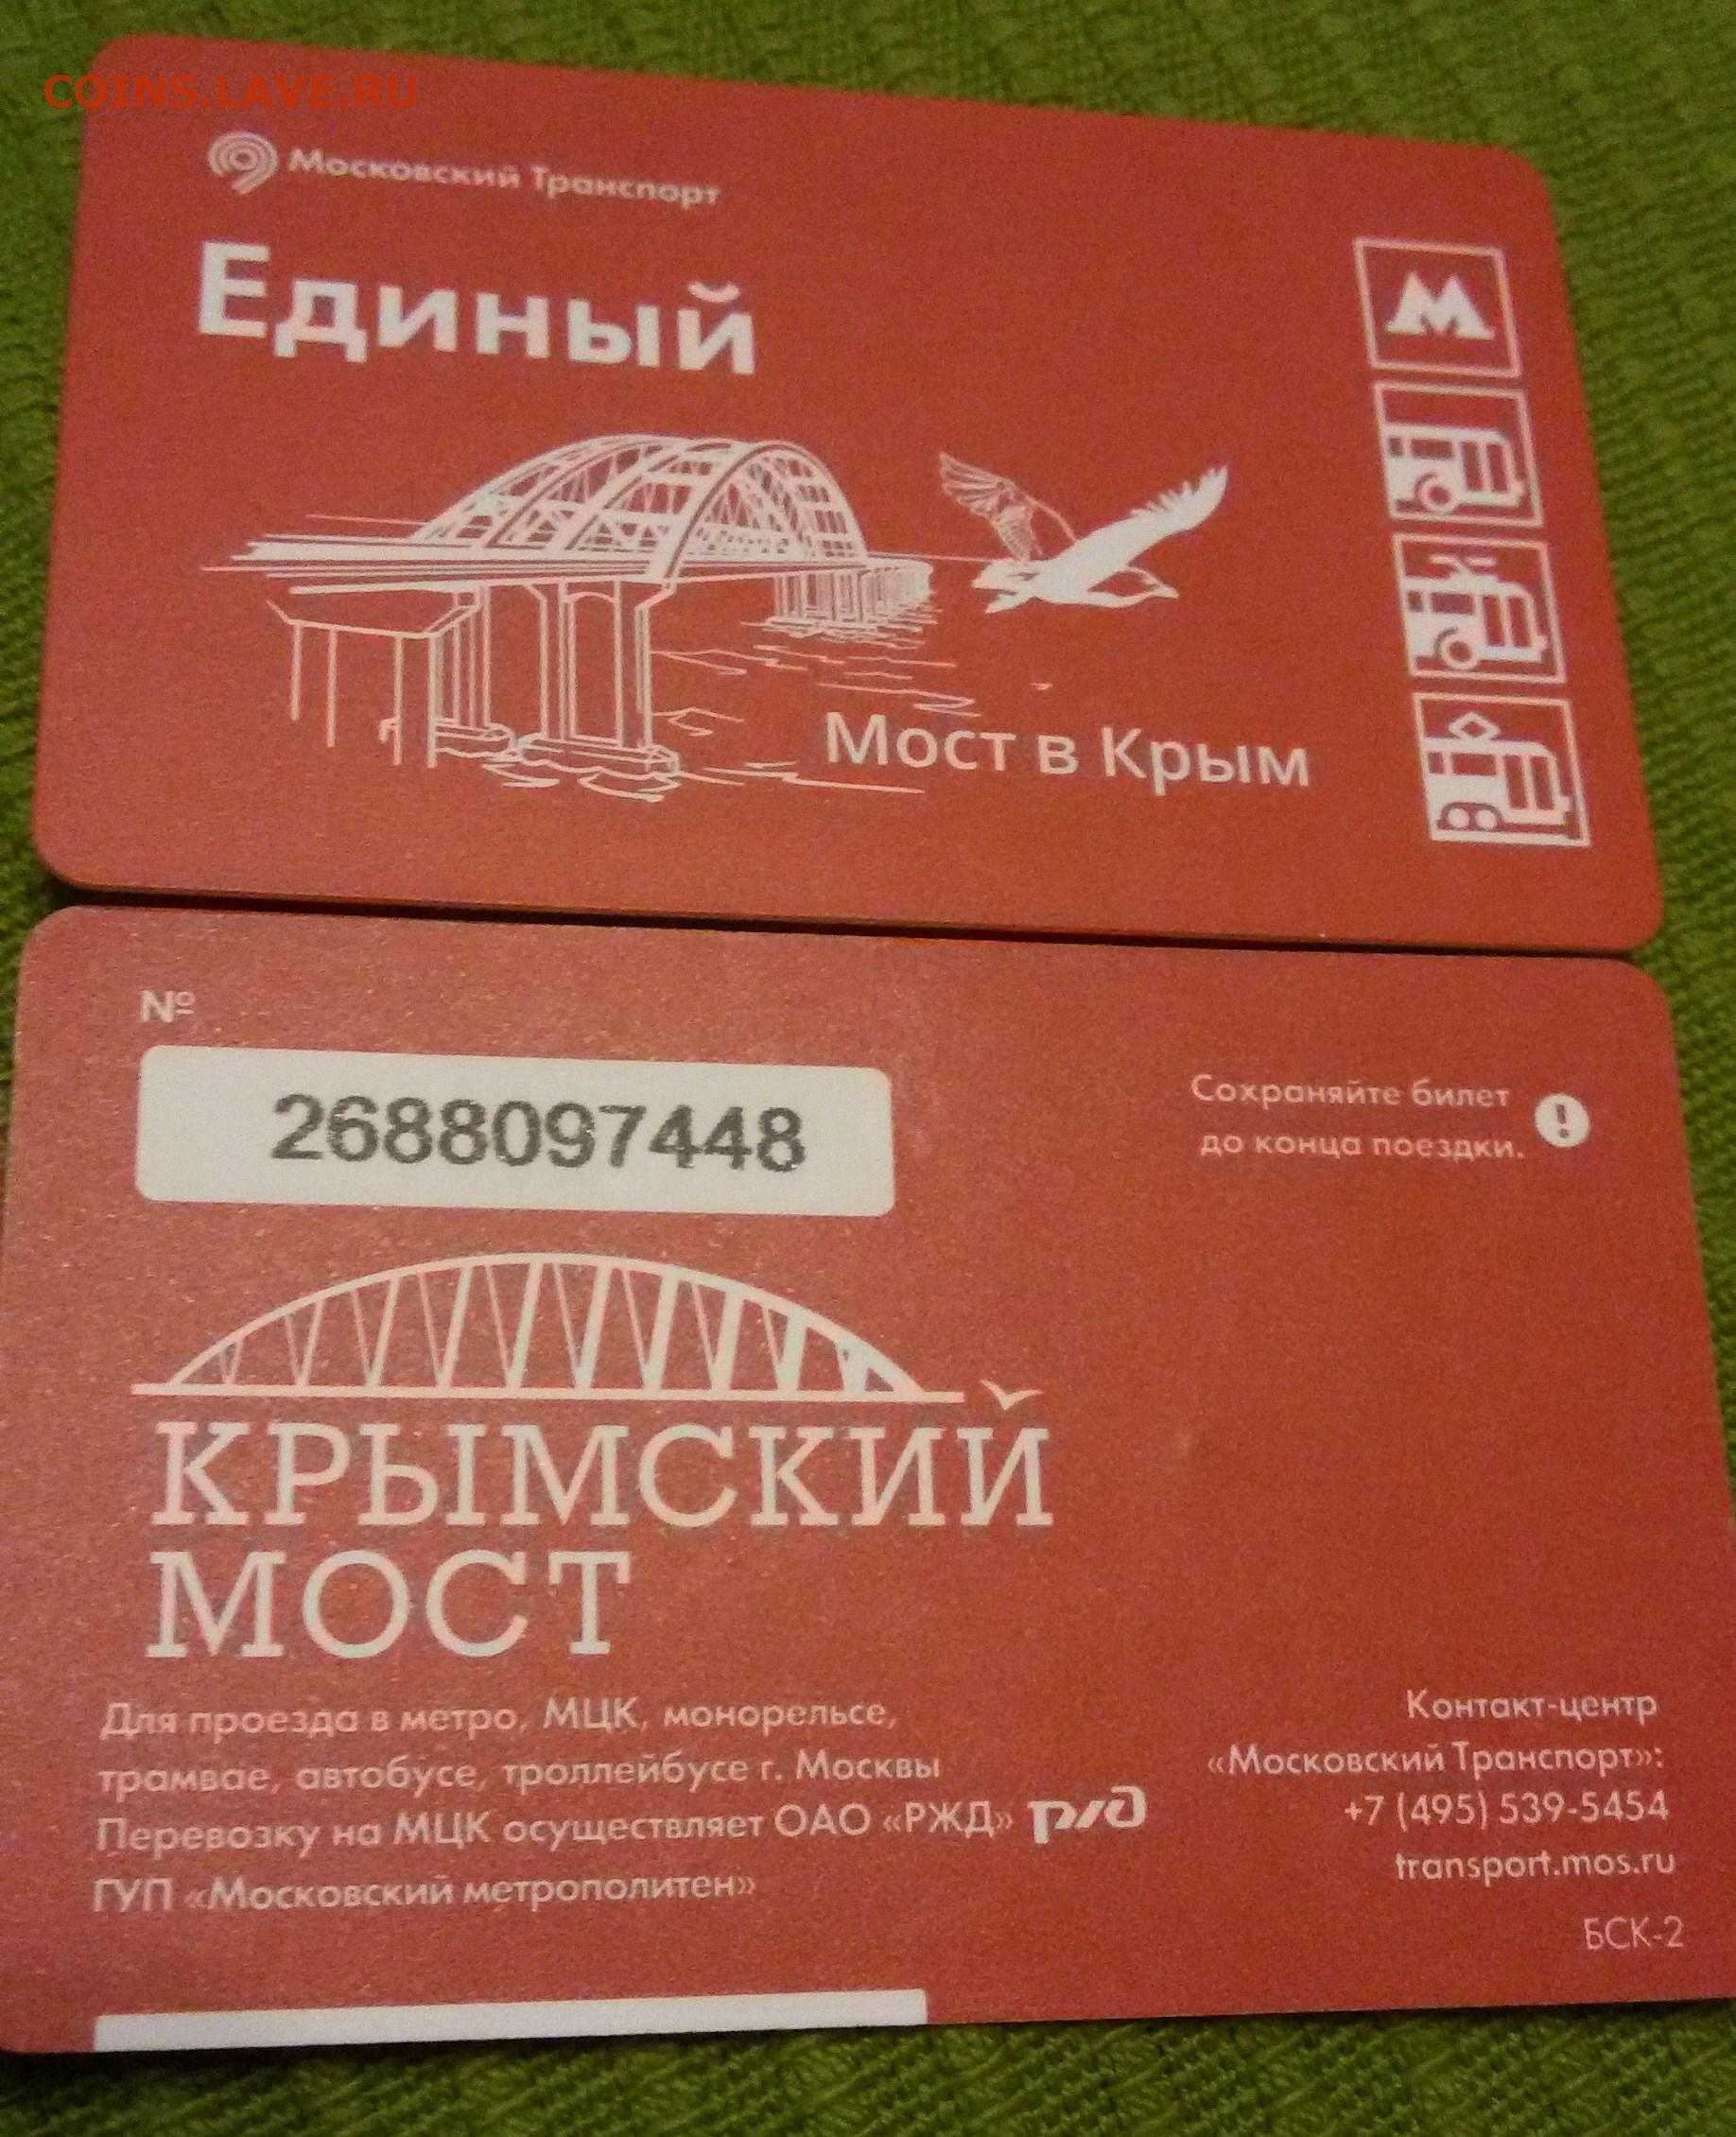 COINS.LAVE.RU
Московский Транспорт
Единый
М
Мост в Крым
№
2688097448
Сохраняйте билет
до конца поездки.
!
КРЫМСКИЙ
МОСТ
Для проезда в метро, МЦК, монорельсе,
трамвае, автобусе, троллейбусе г. Москвы
Перевозку на МЦК осуществляет ОАО «РЖД» ржд
ГУП «Московский метрополитен»
Контакт-центр
«Московский Транспорт»:
+7 (495) 539-5454
transport.mos.ru
БСК-2